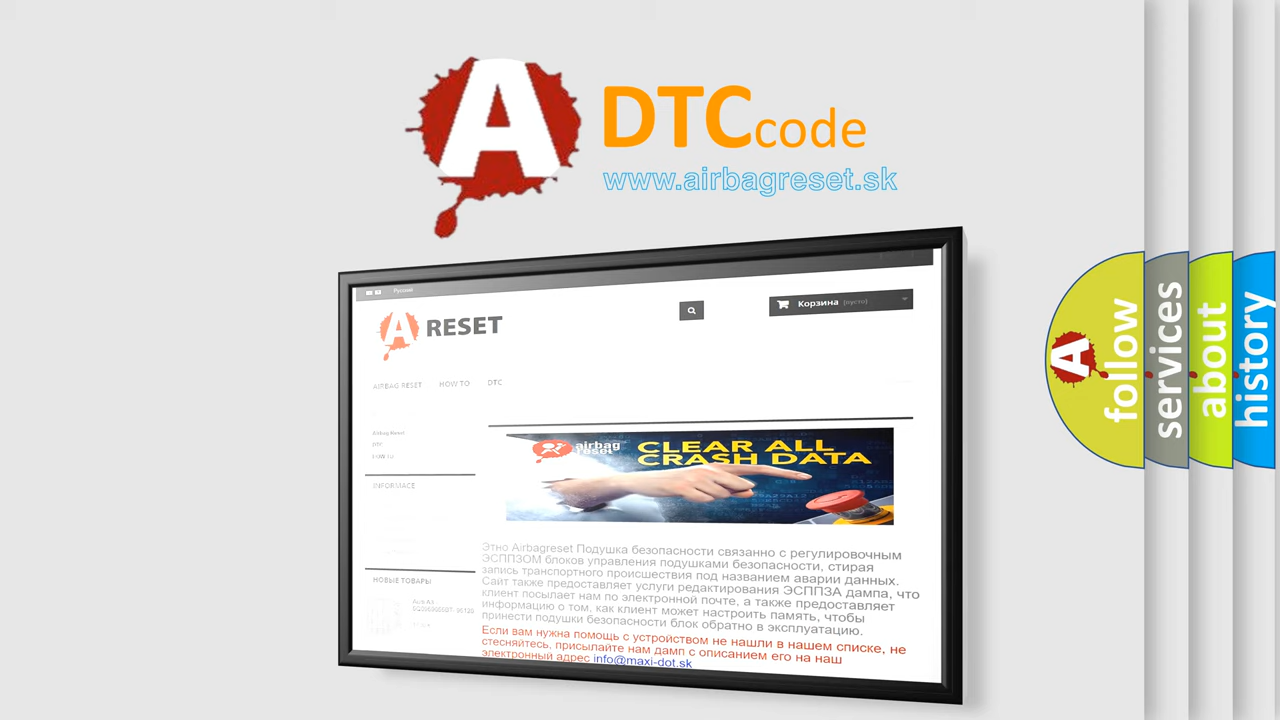 A
DTCcode
www.airbagreset.sk
Русский
A RESET
Корзина (пусто)
AIRBAG RESET HOW TO DTC
Airbag Reset
DTC
HOW TO
INFORMACE
НОВЫЕ ТОВАРЫ
airbag
reset
CLEAR ALL
CRASH DATA
Этно Airbagreset Подушка безопасности связанно с регулировочным
ЭСППЗОМ блоков управления подушками безопасности, стирая
запись транспортного происшествия под названием аварии данных.
Сайт также предоставляет услуги редактирования ЭСППЗА дампа, что
клиент посылает нам по электронной почте, а также предоставляет
информацию о том, как клиент может настроить память, чтобы
принести подушки безопасности блок обратно в эксплуатацию.
Если вам нужна помощь с устройством не нашли в нашем списке, не
стесняйтесь, присылайте нам дамп с описанием его на наш
электронный адрес info@maxi-dot.sk
A
follow
services
about
history